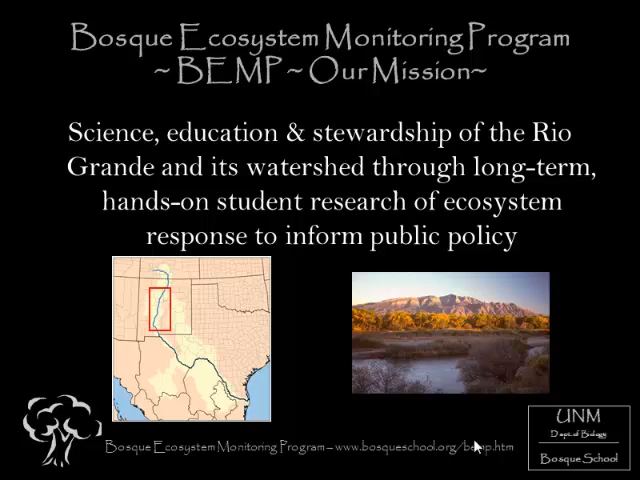 Bosque Ecosystem Monitoring Program
~ BEMP ~ Our Mission~
Science, education & stewardship of the Rio
Grande and its watershed through long-term,
hands-on student research of ecosystem
response to inform public policy
Bosque Ecosystem Monitoring Program – www.bosqueschool.org/bemp.htm
UNM
Dept. of Biology
Bosque School